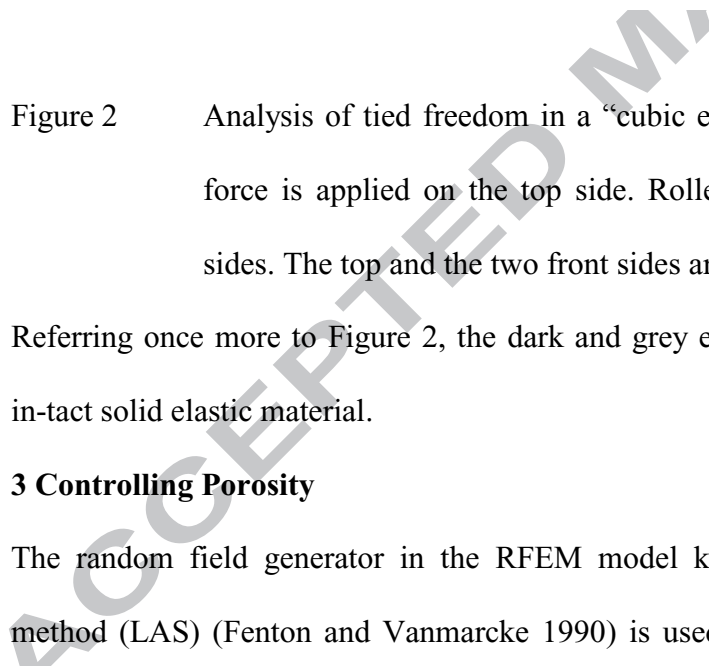 Figure 2 Analysis of tied freedom in a “cubic e
force is applied on the top side. Rolle
sides. The top and the two front sides ar
Referring once more to Figure 2, the dark and grey e
in-tact solid elastic material.
3 Controlling Porosity
The random field generator in the RFEM model k
method (LAS) (Fenton and Vanmarcke 1990) is used
ACCEPTED MA